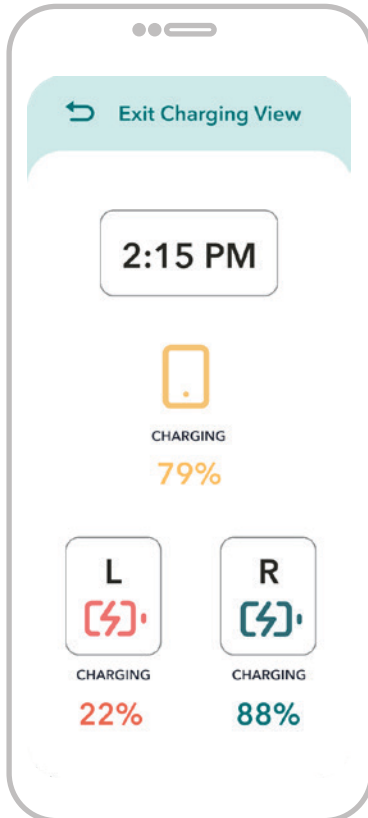 Exit Charging View
2:15 PM
CHARGING
79%
L R
CHARGING CHARGING
22% 88%